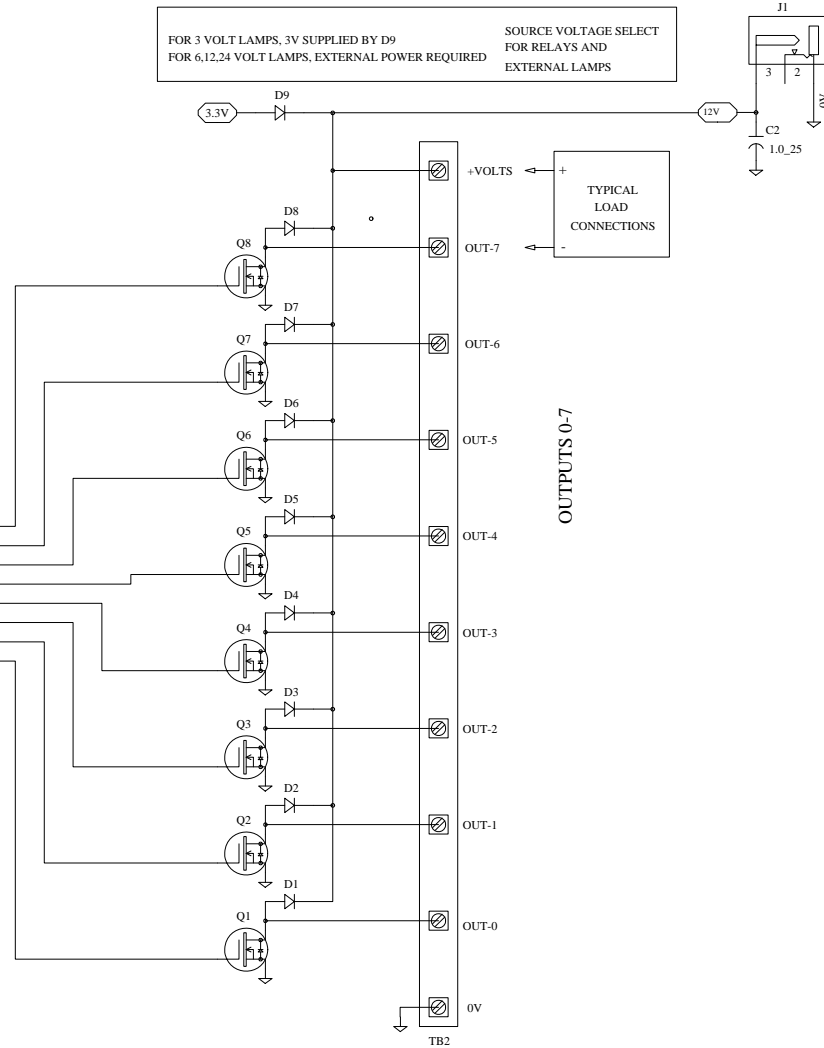 J1
FOR 3 VOLT LAMPS, 3V SUPPLIED BY D9
FOR 6,12,24 VOLT LAMPS, EXTERNAL POWER REQUIRED
SOURCE VOLTAGE SELECT
FOR RELAYS AND
EXTERNAL LAMPS
3 2
0V
D9
3.3V
12V
C2
1.0_25
+VOLTS
+
TYPICAL
LOAD
CONNECTIONS
-
D8
Q8
OUT-7
D7
Q7
OUT-6
D6
Q6
OUT-5
D5
Q5
OUT-4
D4
Q4
OUT-3
D3
Q3
OUT-2
D2
Q2
OUT-1
D1
Q1
OUT-0
OUTPUTS 0-7
0V
TB2